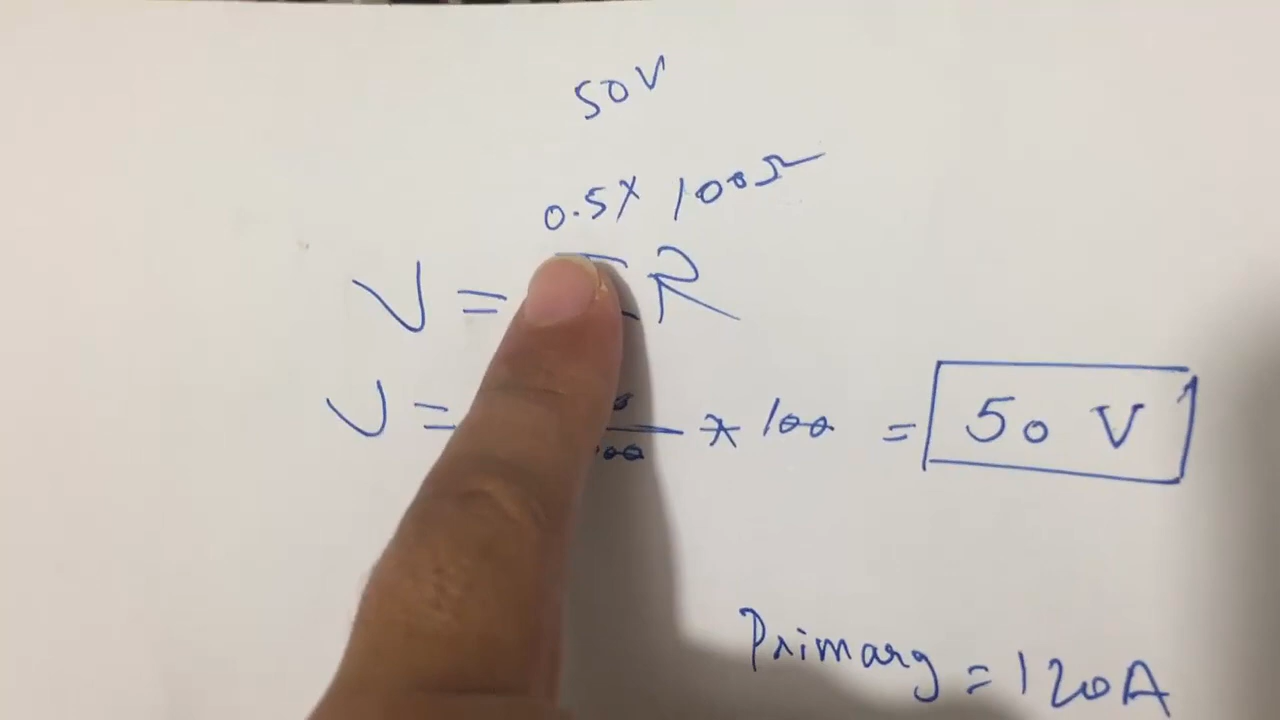 50V
0.5 x 100Ω
V = I R
V = * 100 = 50 V
Primary = 120A